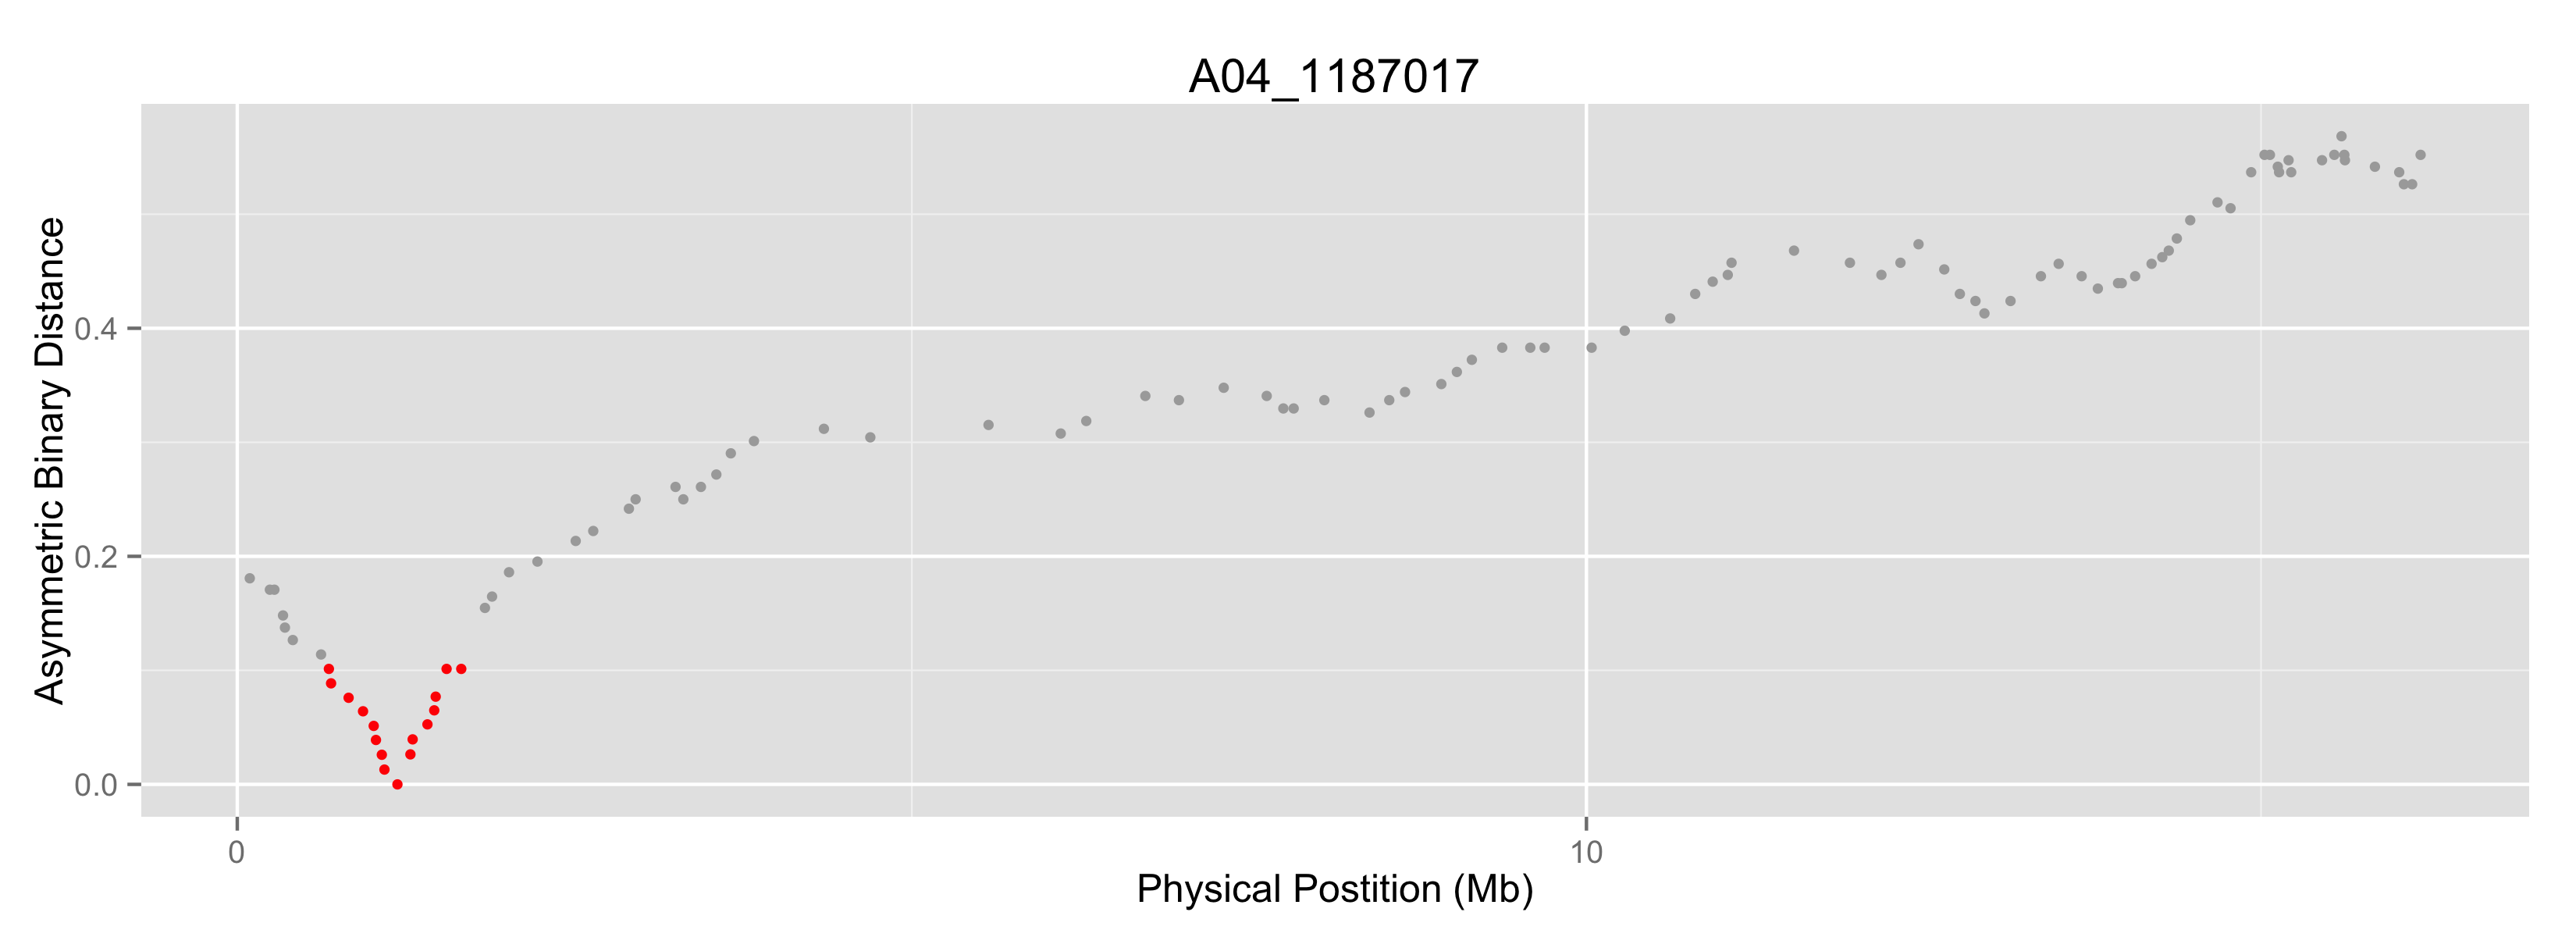 A04_1187017
Asymmetric Binary Distance
0.4
0.2
0.0
0
10
Physical Postition (Mb)